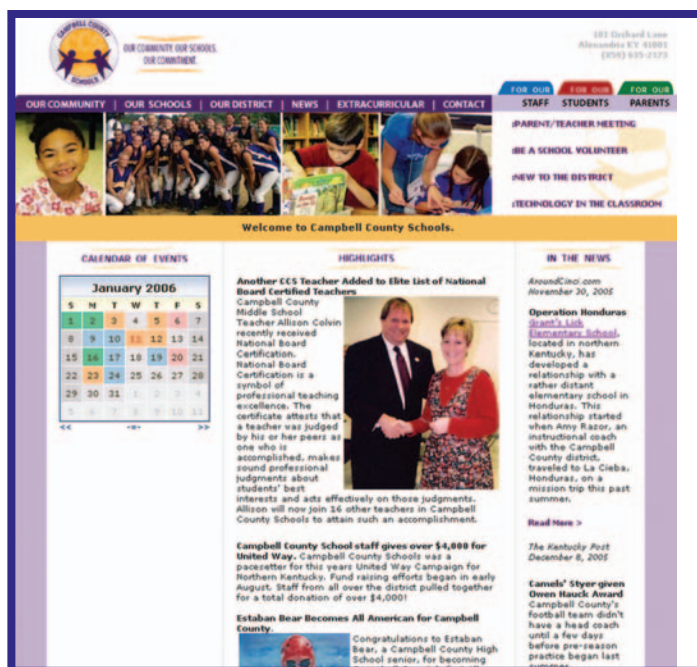 CAMPBELL COUNTY
SCHOOLS
OUR COMMUNITY. OUR SCHOOLS.
OUR COMMITMENT.
101 Orchard Lane
Alexandria KY 41001
(859) 635-2173
FOR OUR STAFF
FOR OUR STUDENTS
FOR OUR PARENTS
OUR COMMUNITY | OUR SCHOOLS | OUR DISTRICT | NEWS | EXTRACURRICULAR | CONTACT
:PARENT/TEACHER MEETING
:BE A SCHOOL VOLUNTEER
:NEW TO THE DISTRICT
:TECHNOLOGY IN THE CLASSROOM
Welcome to Campbell County Schools.
CALENDAR OF EVENTS
January 2006
S M T W T F S
1 2 3 4 5 6 7
8 9 10 11 12 13 14
15 16 17 18 19 20 21
22 23 24 25 26 27 28
29 30 31 1 2 3 4
5 6 7 8 9 10 11
<< -•- >>
HIGHLIGHTS
Another CCS Teacher Added to Elite List of National
Board Certified Teachers
Campbell County
Middle School
Teacher Allison Colvin
recently received
National Board
Certification.
National Board
Certification is a
symbol of
professional teaching
excellence. The
certificate attests that
a teacher was judged
by his or her peers as
one who is
accomplished, makes
sound professional
judgments about
students' best
interests and acts effectively on those judgments.
Allison will now join 16 other teachers in Campbell
County Schools to attain such an accomplishment.
Campbell County School staff gives over $4,000 for
United Way. Campbell County Schools was a
pacesetter for this years United Way Campaign for
Northern Kentucky. Fund raising efforts began in early
August. Staff from all over the district pulled together
for a total donation of over $4,000!
Estaban Bear Becomes All American for Campbell
County.
Congratulations to Estaban
Bear, a Campbell County High
School senior, for becoming
IN THE NEWS
AroundCinci.com
November 30, 2005
Operation Honduras
Grant's Lick
Elementary School,
located in northern
Kentucky, has
developed a
relationship with a
rather distant
elementary school in
Honduras. This
relationship started
when Amy Razor, an
instructional coach
with the Campbell
County district,
traveled to La Cieba,
Honduras, on a
mission trip this past
summer.
Read More >
The Kentucky Post
December 8, 2005
Camels' Styer given
Owen Hauck Award
Campbell County's
football team didn't
have a head coach
until a few days
before pre-season
practice began last